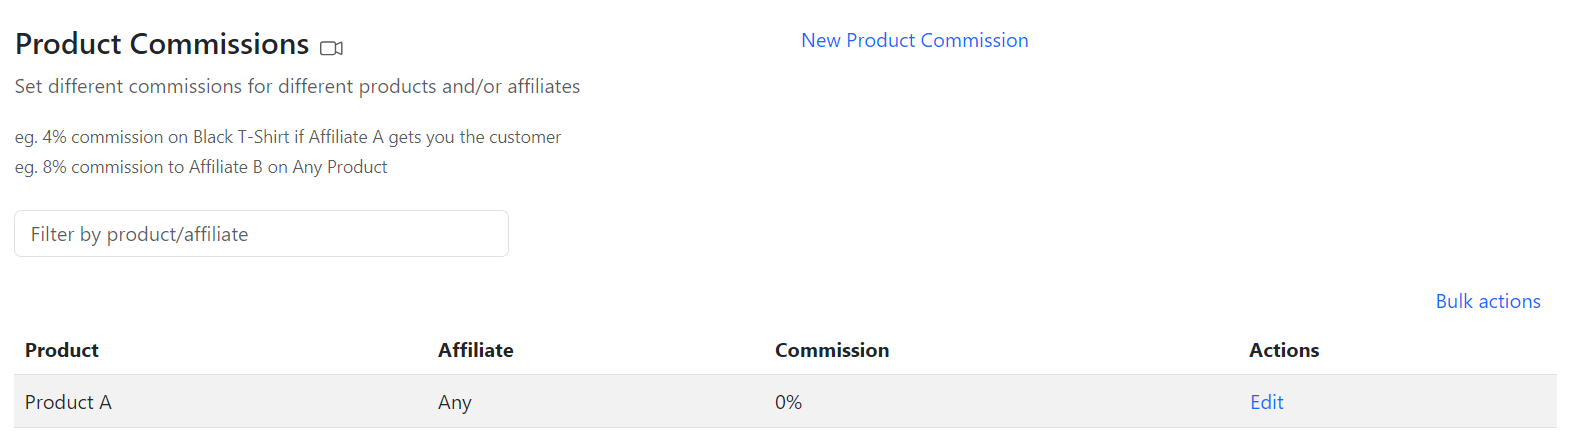 Product Commissions
New Product Commission
Set different commissions for different products and/or affiliates
eg. 4% commission on Black T-Shirt if Affiliate A gets you the customer
eg. 8% commission to Affiliate B on Any Product
Filter by product/affiliate
Bulk actions
Product Affiliate Commission Actions
Product A Any 0% Edit